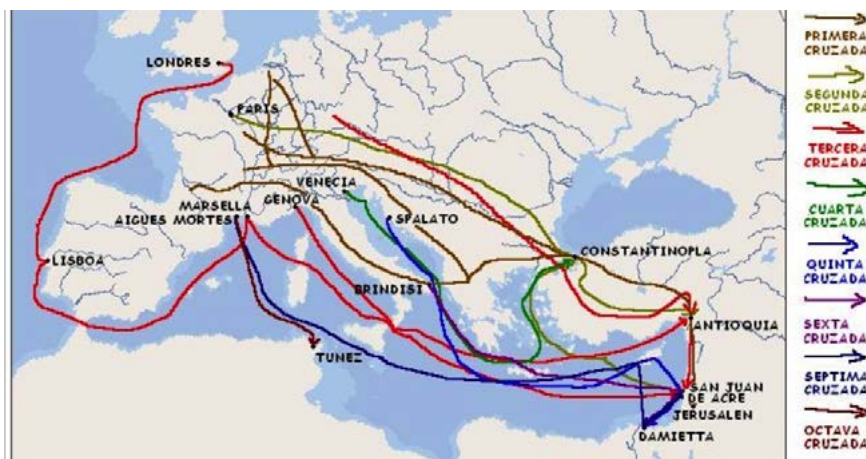 LONDRES
PARIS
VENECIA
MARSELLA
GENOVA
AIGUES MORTES
SPALATO
CONSTANTINOPLA
LISBOA
BRINDISI
ANTIOQUIA
TUNEZ
SAN JUAN
DE ACRE
JERUSALEN
DAMIETTA
PRIMERA
CRUZADA
SEGUNDA
CRUZADA
TERCERA
CRUZADA
CUARTA
CRUZADA
QUINTA
CRUZADA
SEXTA
CRUZADA
SEPTIMA
CRUZADA
OCTAVA
CRUZADA